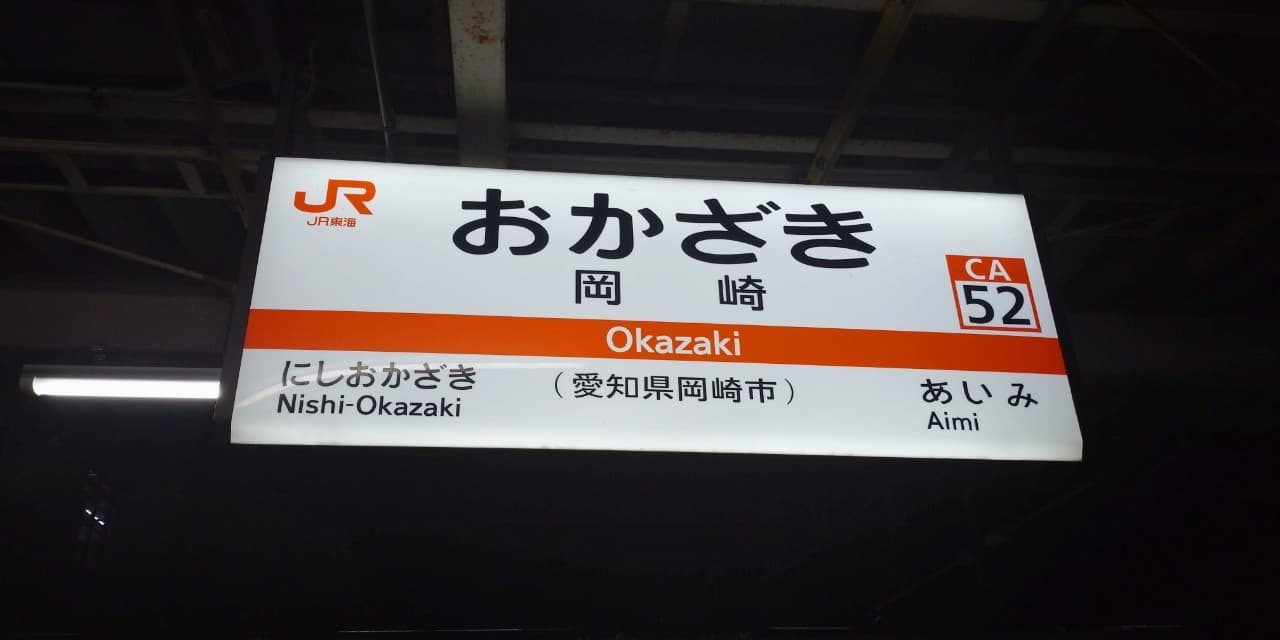 JR
JR東海
おかざき
岡崎
CA
52
Okazaki
にしおかざき
Nishi-Okazaki
(愛知県岡崎市)
あいみ
Aimi